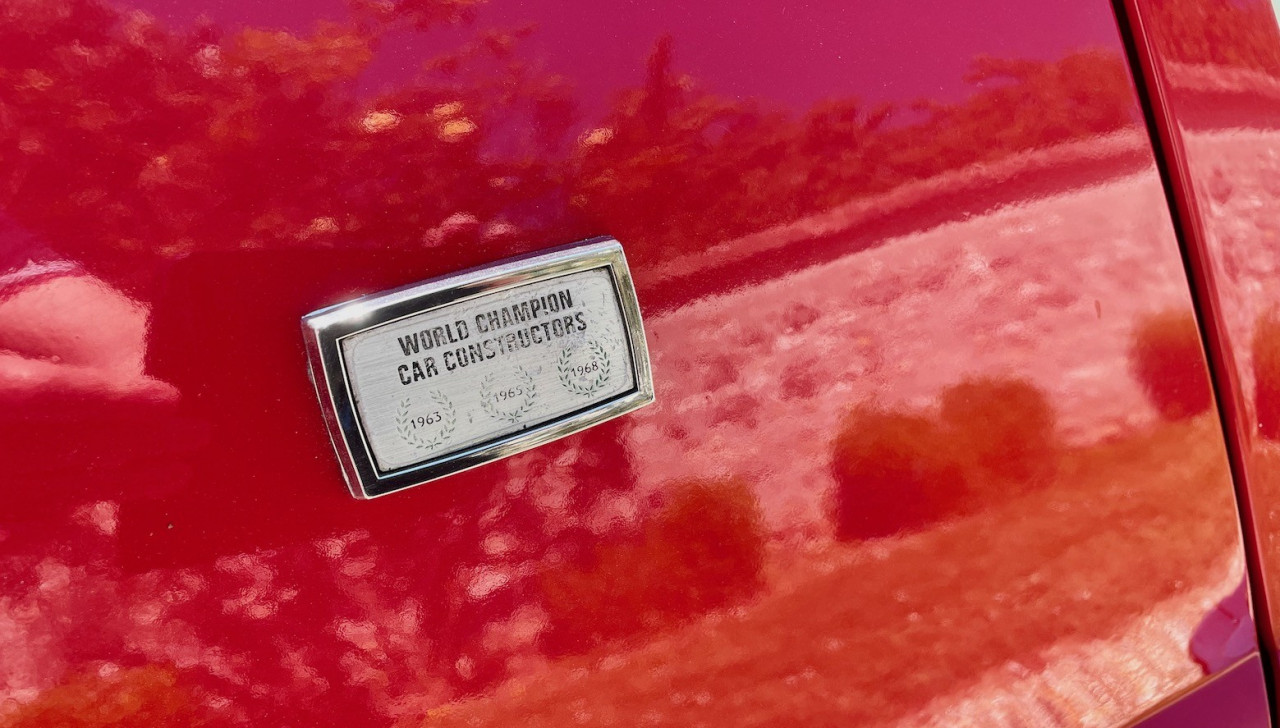 WORLD CHAMPION
CAR CONSTRUCTORS
1963 1965 1968